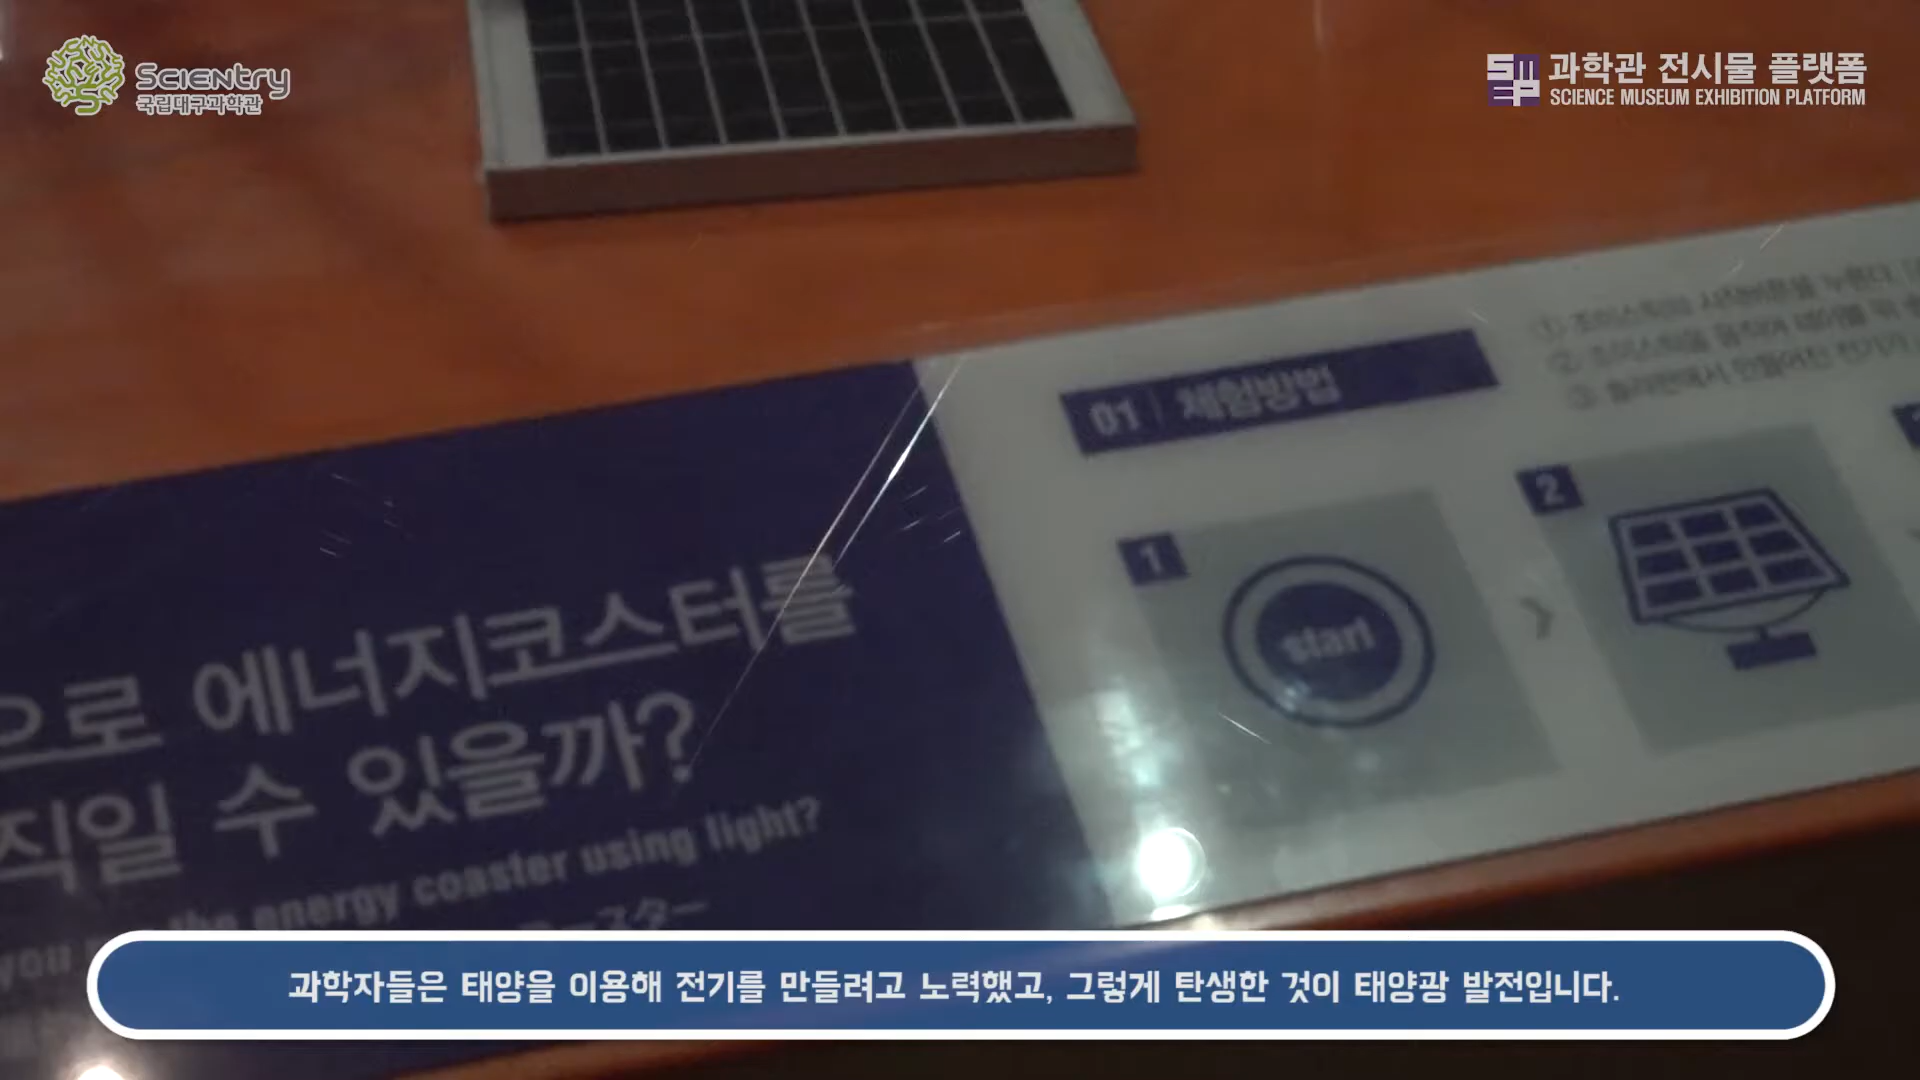 Scientry
국립대구과학관
과학관 전시물 플랫폼
SCIENCE MUSEUM EXHIBITION PLATFORM
01 | 체험방법
1
start
2
으로 에너지코스터를
직일 수 있을까?
you the energy coaster using light?
과학자들은 태양을 이용해 전기를 만들려고 노력했고, 그렇게 탄생한 것이 태양광 발전입니다.